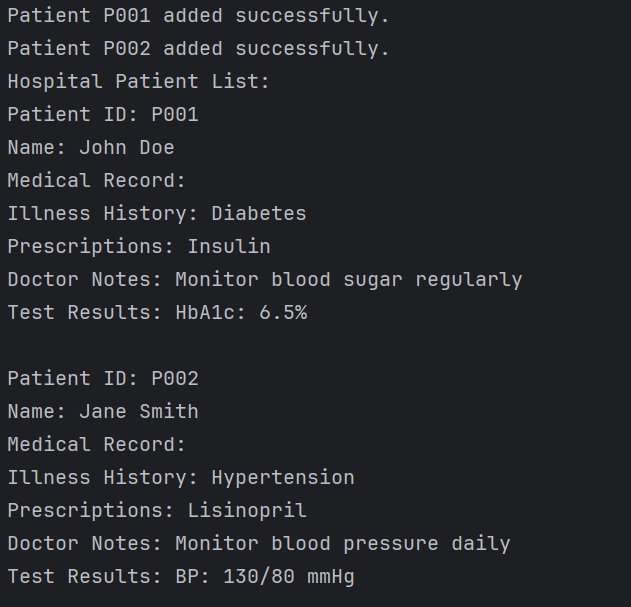 Patient P001 added successfully.
Patient P002 added successfully.
Hospital Patient List:
Patient ID: P001
Name: John Doe
Medical Record:
Illness History: Diabetes
Prescriptions: Insulin
Doctor Notes: Monitor blood sugar regularly
Test Results: HbA1c: 6.5%
Patient ID: P002
Name: Jane Smith
Medical Record:
Illness History: Hypertension
Prescriptions: Lisinopril
Doctor Notes: Monitor blood pressure daily
Test Results: BP: 130/80 mmHg